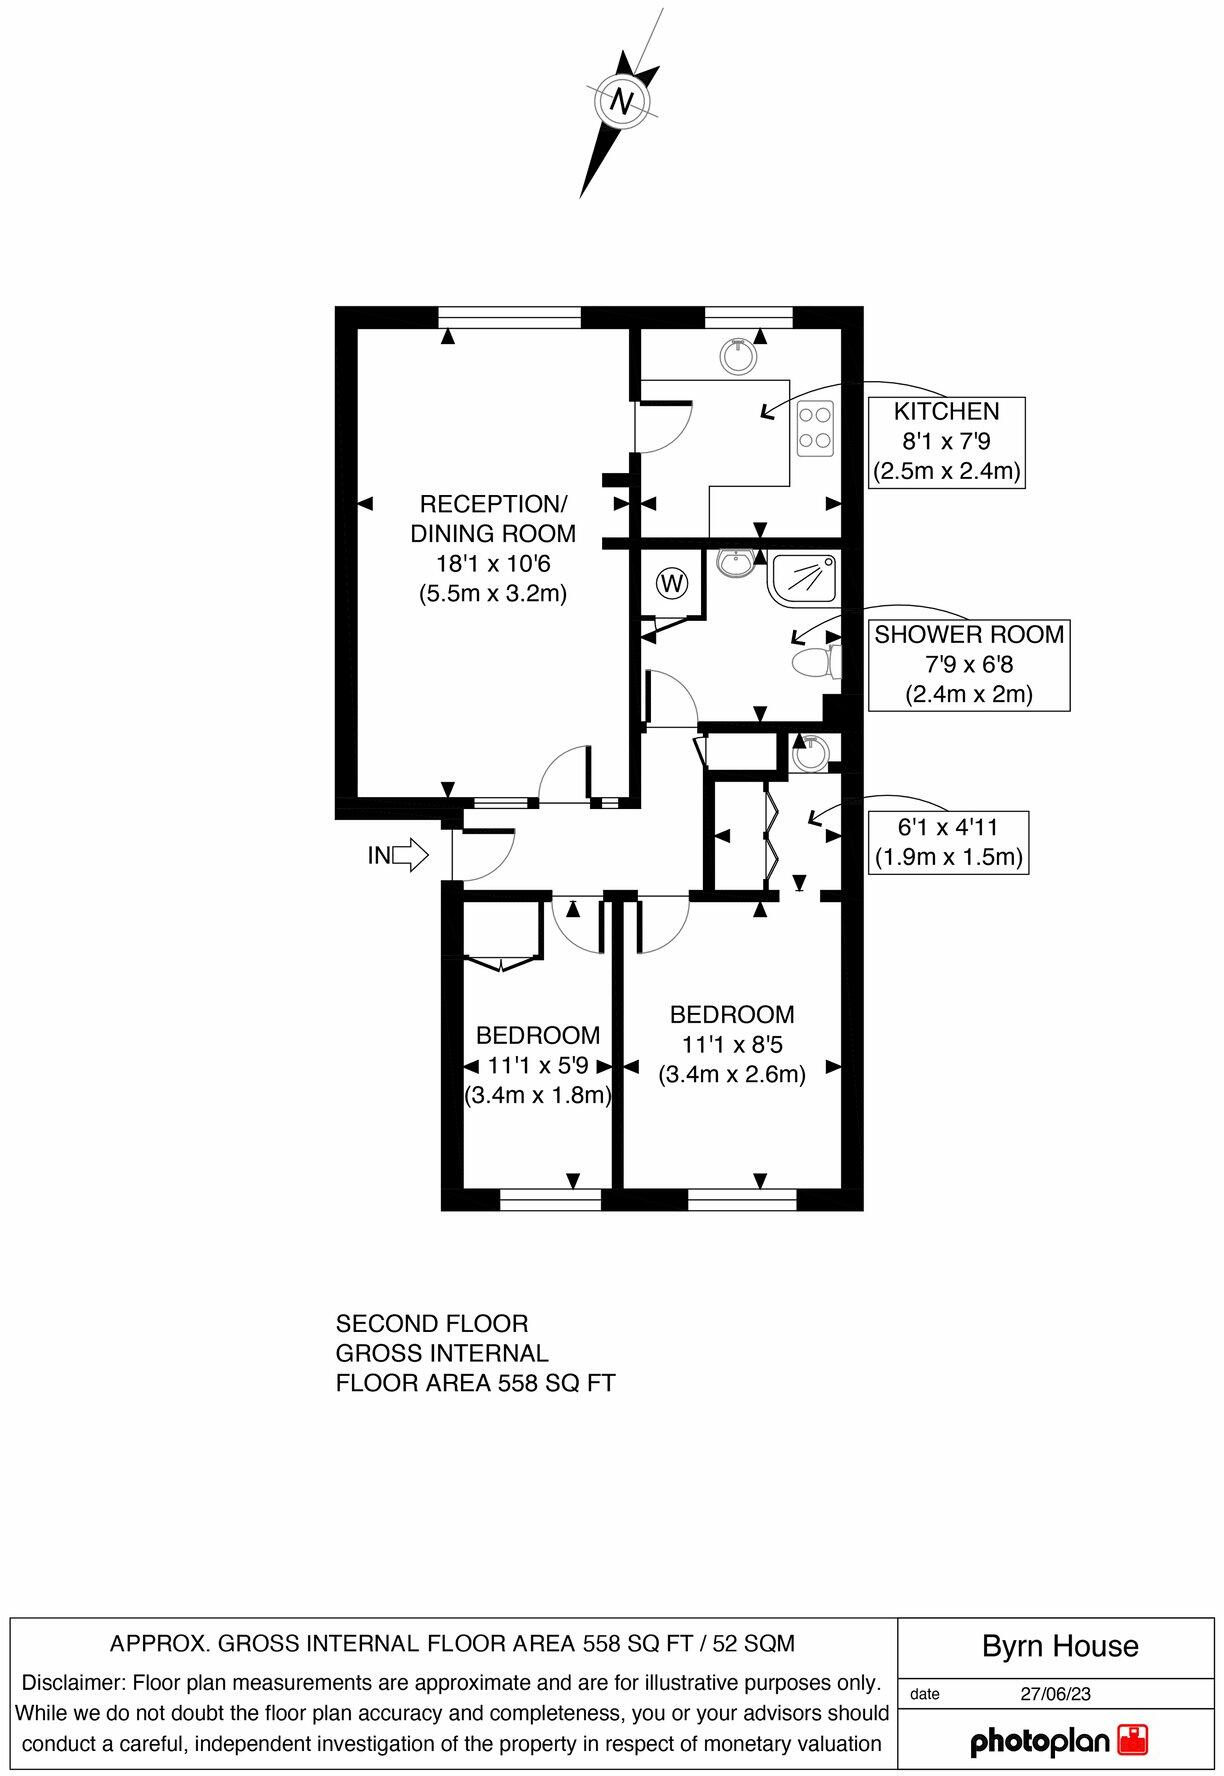 N
KITCHEN
8'1 x 7'9
(2.5m x 2.4m)
RECEPTION/
DINING ROOM
18'1 x 10'6
(5.5m x 3.2m)
W
SHOWER ROOM
7'9 x 6'8
(2.4m x 2m)
6'1 x 4'11
(1.9m x 1.5m)
IN
BEDROOM
11'1 x 5'9
(3.4m x 1.8m)
BEDROOM
11'1 x 8'5
(3.4m x 2.6m)
SECOND FLOOR
GROSS INTERNAL
FLOOR AREA 558 SQ FT
APPROX. GROSS INTERNAL FLOOR AREA 558 SQ FT / 52 SQM
Disclaimer: Floor plan measurements are approximate and are for illustrative purposes only.
While we do not doubt the floor plan accuracy and completeness, you or your advisors should
conduct a careful, independent investigation of the property in respect of monetary valuation
Byrn House
date 27/06/23
photoplan